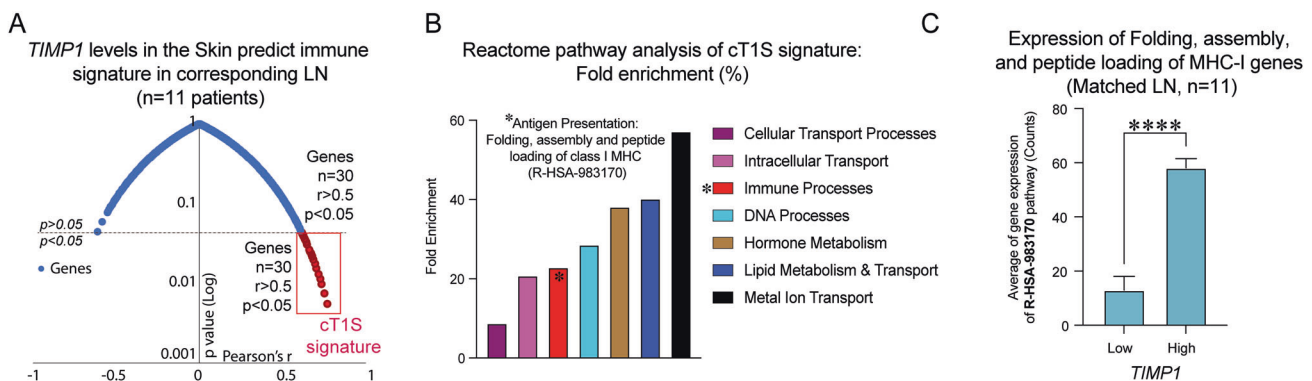 A
TIMP1 levels in the Skin predict immune
signature in corresponding LN
(n=11 patients)
1
Genes
n=30
r>0.5
p<0.05
0.1
p>0.05
p<0.05
Genes
Genes
n=30
r>0.5
p<0.05
0.01
cT1S
signature
p value (Log)
0.001
Pearson's r
-1
-0.5
0
0.5
1
B
Reactome pathway analysis of cT1S signature:
Fold enrichment (%)
Fold Enrichment
60
40
20
0
*Antigen Presentation:
Folding, assembly and peptide
loading of class I MHC
(R-HSA-983170)
*
Cellular Transport Processes
Intracellular Transport
* Immune Processes
DNA Processes
Hormone Metabolism
Lipid Metabolism & Transport
Metal Ion Transport
C
Expression of Folding, assembly,
and peptide loading of MHC-I genes
(Matched LN, n=11)
Average of gene expression
of R-HSA-983170 pathway (Counts)
80
60
40
20
0
****
Low
High
TIMP1